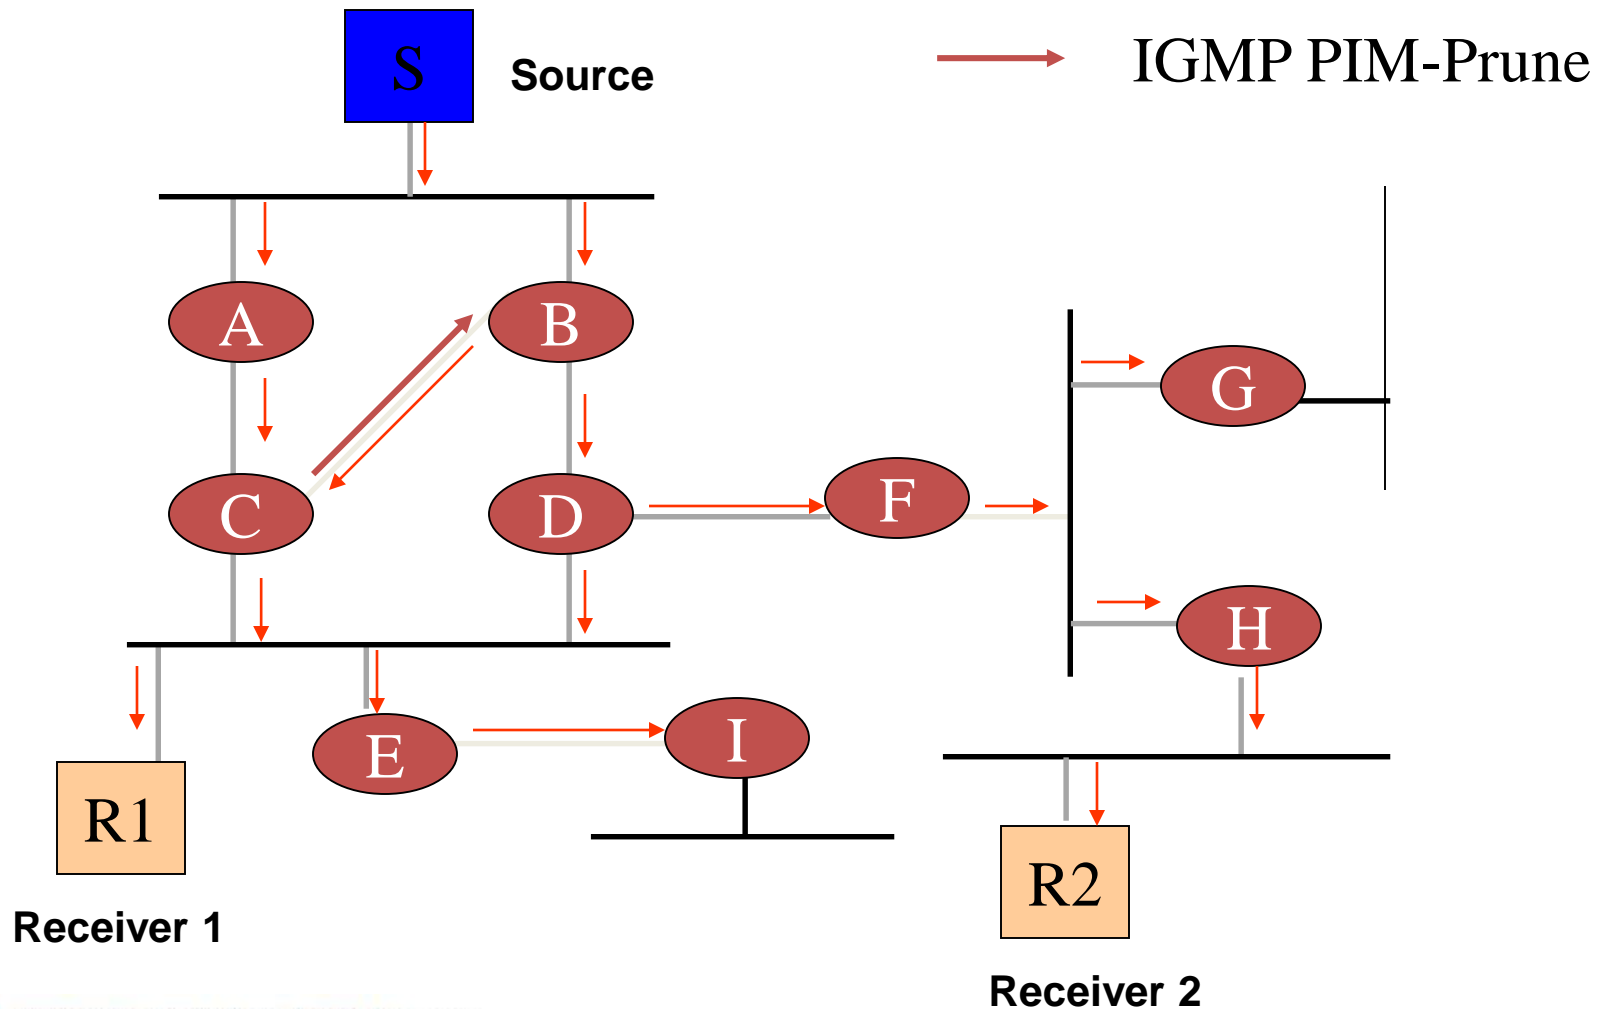 S
Source
IGMP PIM-Prune
A
B
G
C
D
F
H
E
I
R1
R2
Receiver 1
Receiver 2